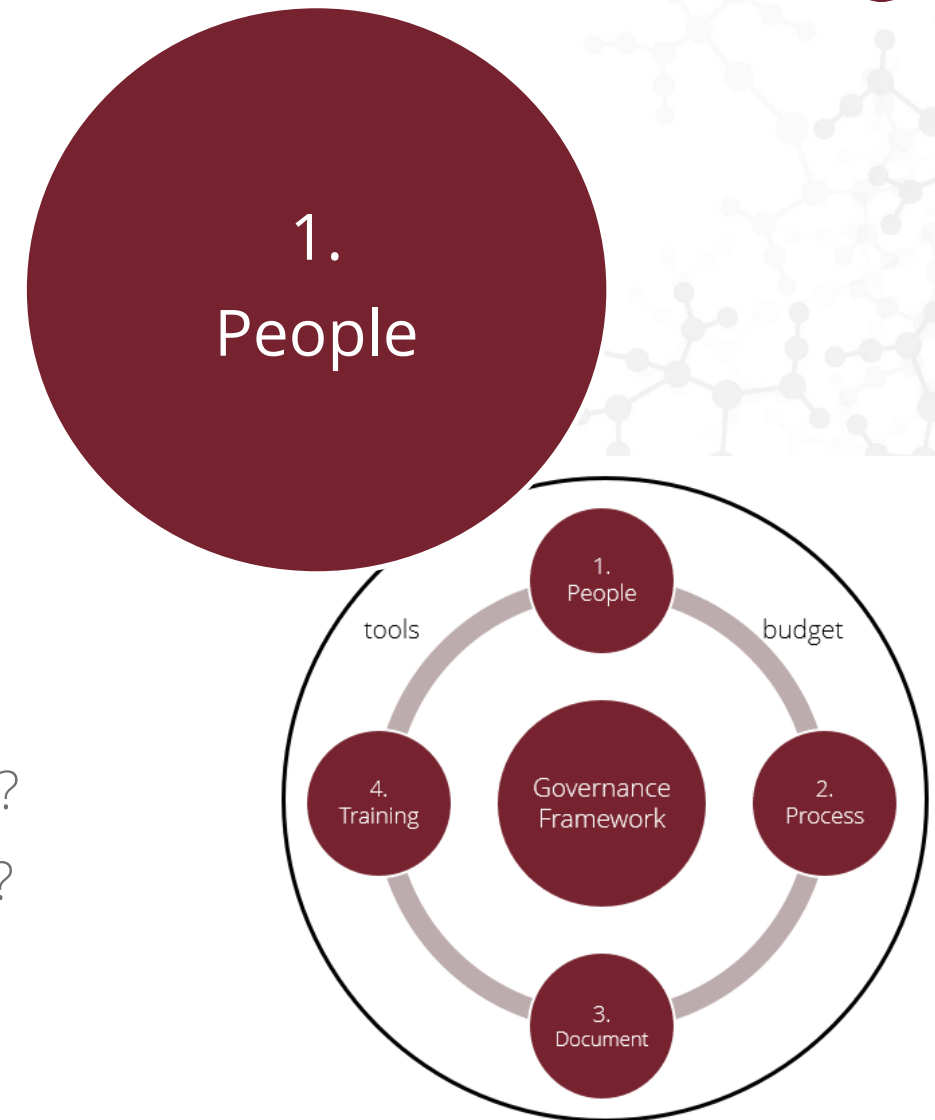 1.
People
tools
budget
1.
People
?
?
4.
Training
Governance
Framework
2.
Process
3.
Document